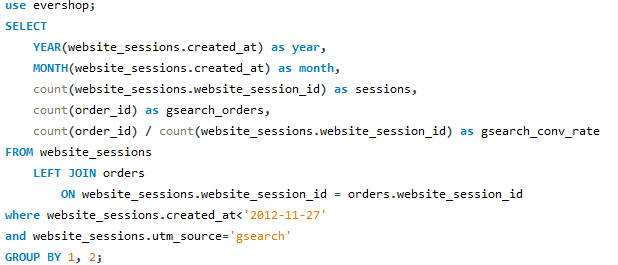 use evershop;
SELECT
YEAR(website_sessions.created_at) as year,
MONTH(website_sessions.created_at) as month,
count(website_sessions.website_session_id) as sessions,
count(order_id) as gsearch_orders,
count(order_id) / count(website_sessions.website_session_id) as gsearch_conv_rate
FROM website_sessions
LEFT JOIN orders
ON website_sessions.website_session_id = orders.website_session_id
where website_sessions.created_at<'2012-11-27'
and website_sessions.utm_source='gsearch'
GROUP BY 1, 2;